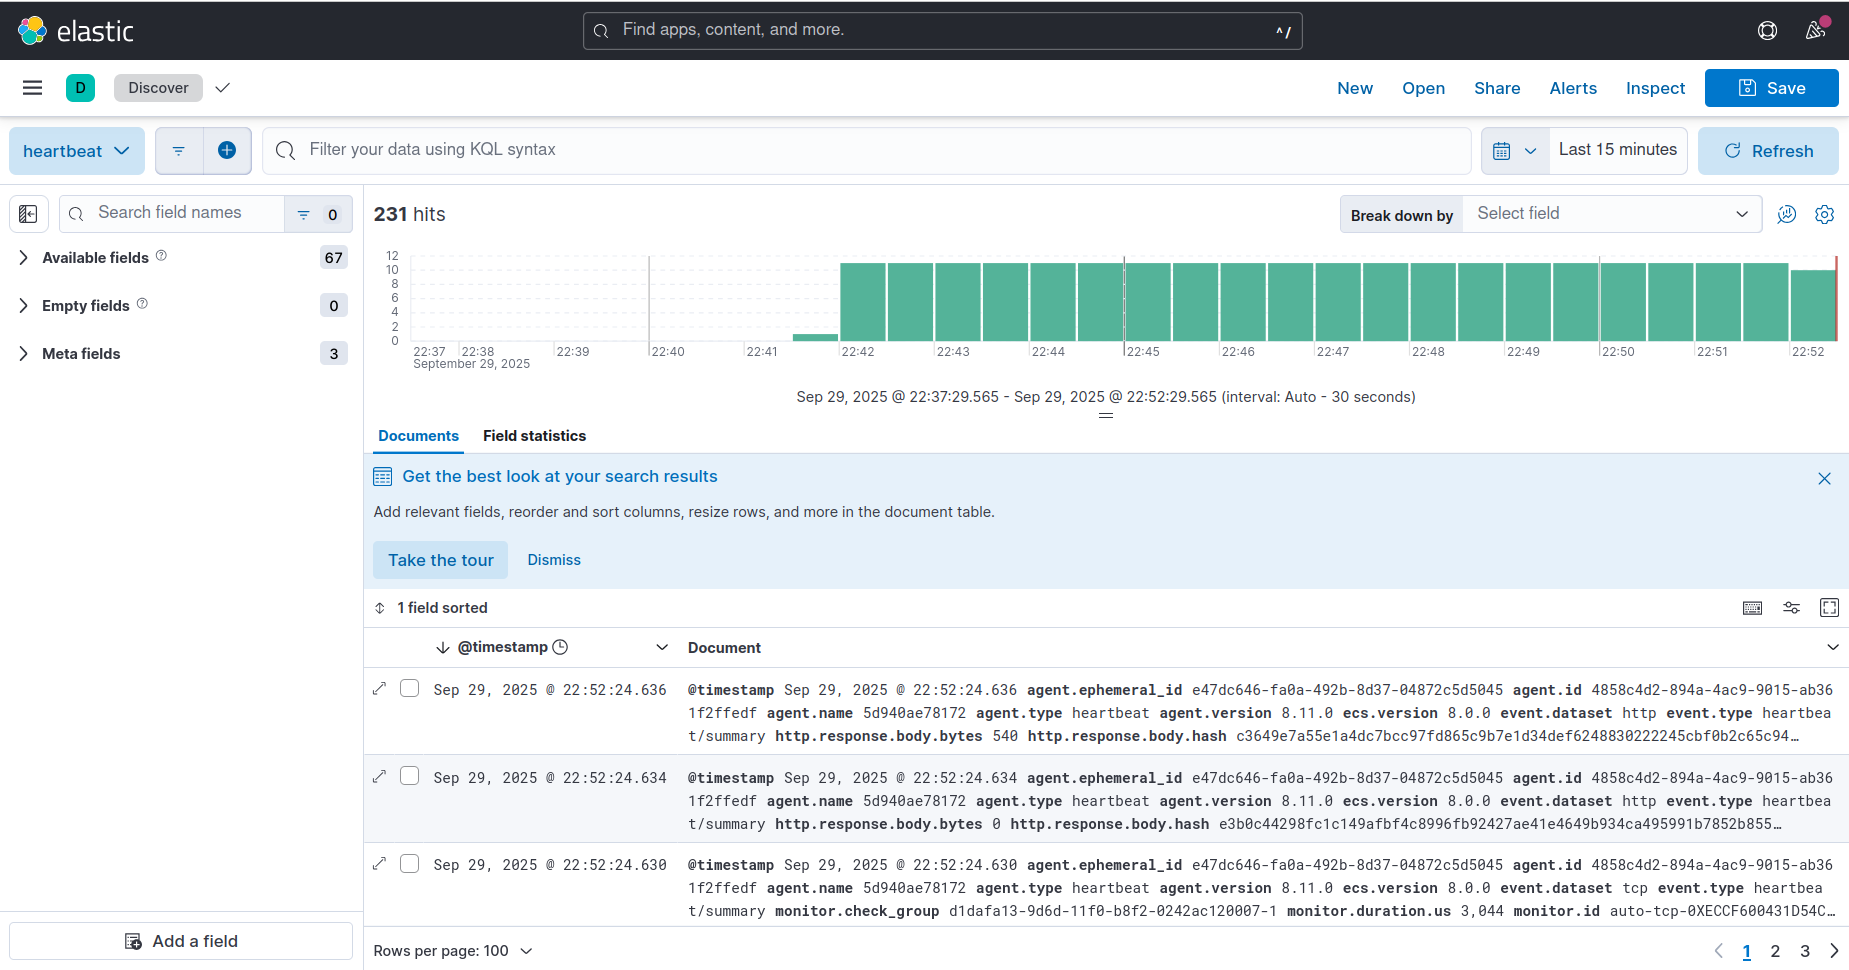 elastic
Find apps, content, and more.
^/
D
Discover
New
Open
Share
Alerts
Inspect
Save
heartbeat
Filter your data using KQL syntax
Last 15 minutes
Refresh
Search field names
0
Available fields
67
Empty fields
0
Meta fields
3
Add a field
231 hits
Break down by
Select field
12
10
8
6
4
2
0
22:37 22:38 22:39 22:40 22:41 22:42 22:43 22:44 22:45 22:46 22:47 22:48 22:49 22:50 22:51 22:52
September 29, 2025
Sep 29, 2025 @ 22:37:29.565 - Sep 29, 2025 @ 22:52:29.565 (interval: Auto - 30 seconds)
Documents
Field statistics
Get the best look at your search results
Add relevant fields, reorder and sort columns, resize rows, and more in the document table.
Take the tour
Dismiss
1 field sorted
@timestamp
Document
Sep 29, 2025 @ 22:52:24.636
@timestamp Sep 29, 2025 @ 22:52:24.636 agent.ephemeral_id e47dc646-fa0a-492b-8d37-04872c5d5045 agent.id 4858c4d2-894a-4ac9-9015-ab36
1f2ffedf agent.name 5d940ae78172 agent.type heartbeat agent.version 8.11.0 ecs.version 8.0.0 event.dataset http event.type heartbea
t/summary http.response.body.bytes 540 http.response.body.hash c3649e7a55e1a4dc7bcc97fd865c9b7e1d34def6248830222245cbf0b2c65c94…
Sep 29, 2025 @ 22:52:24.634
@timestamp Sep 29, 2025 @ 22:52:24.634 agent.ephemeral_id e47dc646-fa0a-492b-8d37-04872c5d5045 agent.id 4858c4d2-894a-4ac9-9015-ab36
1f2ffedf agent.name 5d940ae78172 agent.type heartbeat agent.version 8.11.0 ecs.version 8.0.0 event.dataset http event.type heartbea
t/summary http.response.body.bytes 0 http.response.body.hash e3b0c44298fc1c149afbf4c8996fb92427ae41e4649b934ca495991b7852b855…
Sep 29, 2025 @ 22:52:24.630
@timestamp Sep 29, 2025 @ 22:52:24.630 agent.ephemeral_id e47dc646-fa0a-492b-8d37-04872c5d5045 agent.id 4858c4d2-894a-4ac9-9015-ab36
1f2ffedf agent.name 5d940ae78172 agent.type heartbeat agent.version 8.11.0 ecs.version 8.0.0 event.dataset tcp event.type heartbea
t/summary monitor.check_group d1dafa13-9d6d-11f0-b8f2-0242ac120007-1 monitor.duration.us 3,044 monitor.id auto-tcp-0XECCF600431D54C…
Rows per page: 100
1 2 3